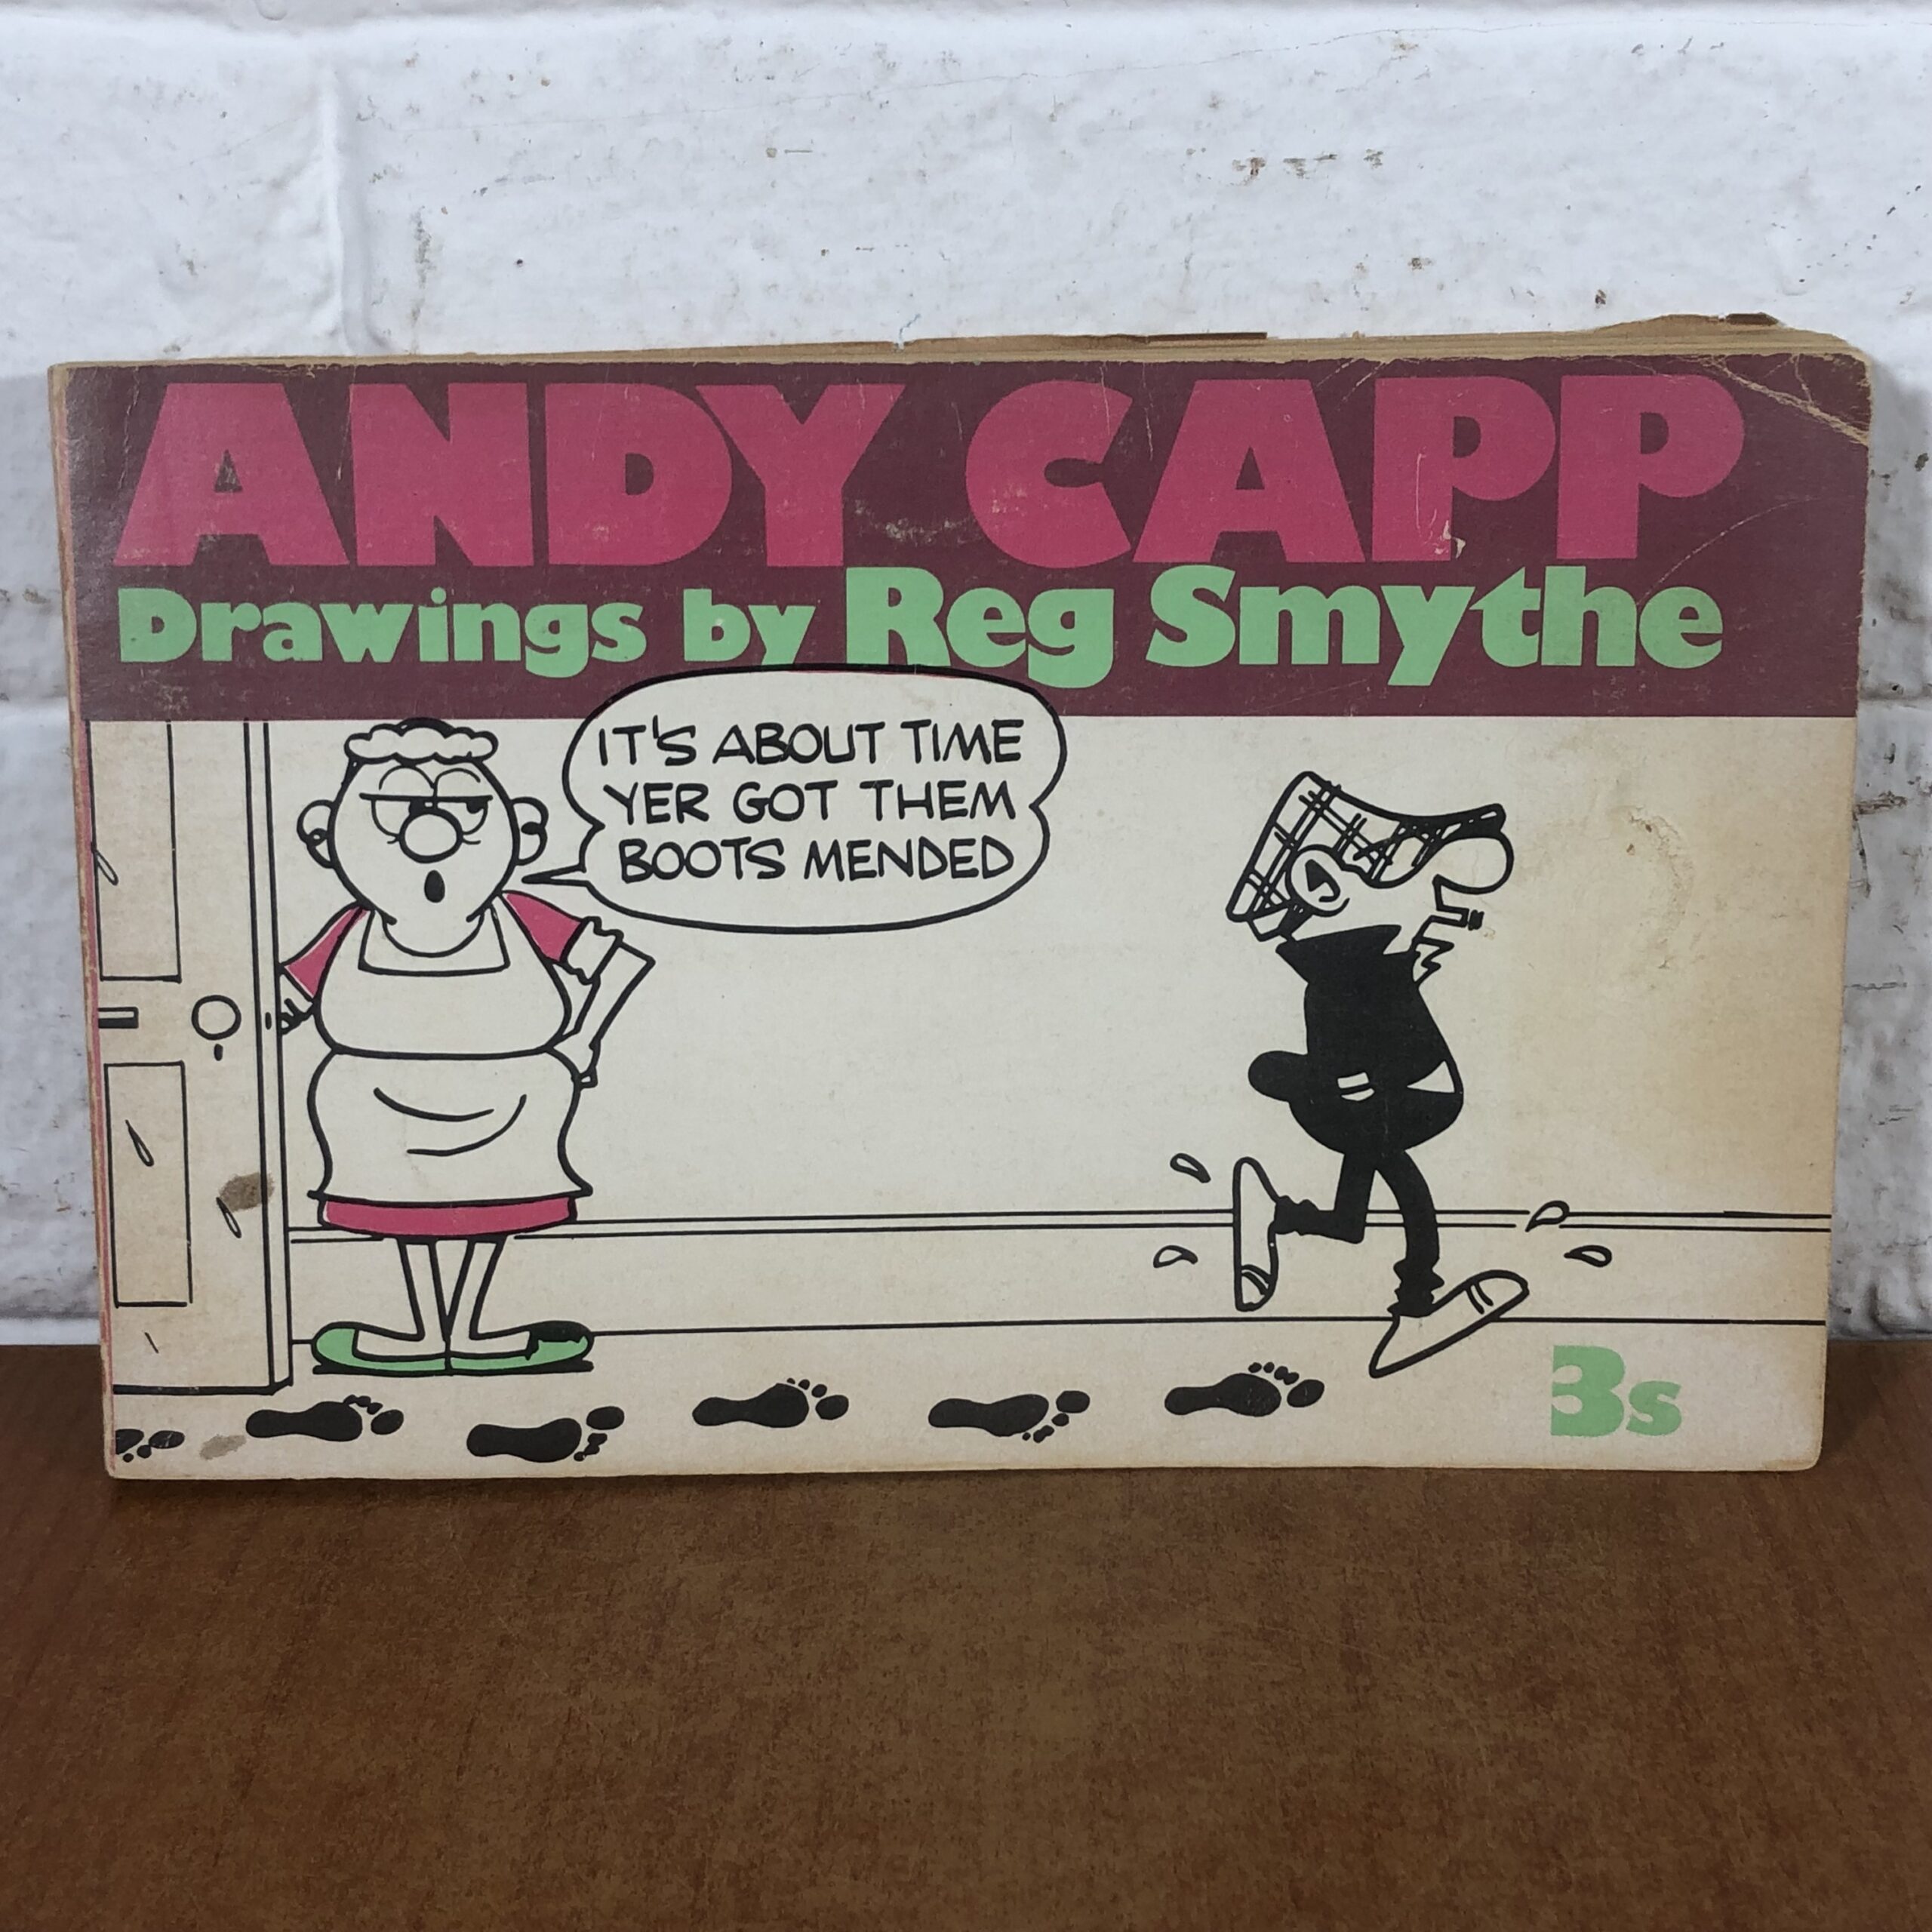 ANDY CAPP
Drawings by Reg Smythe
IT'S ABOUT TIME
YER GOT THEM
BOOTS MENDED
3s